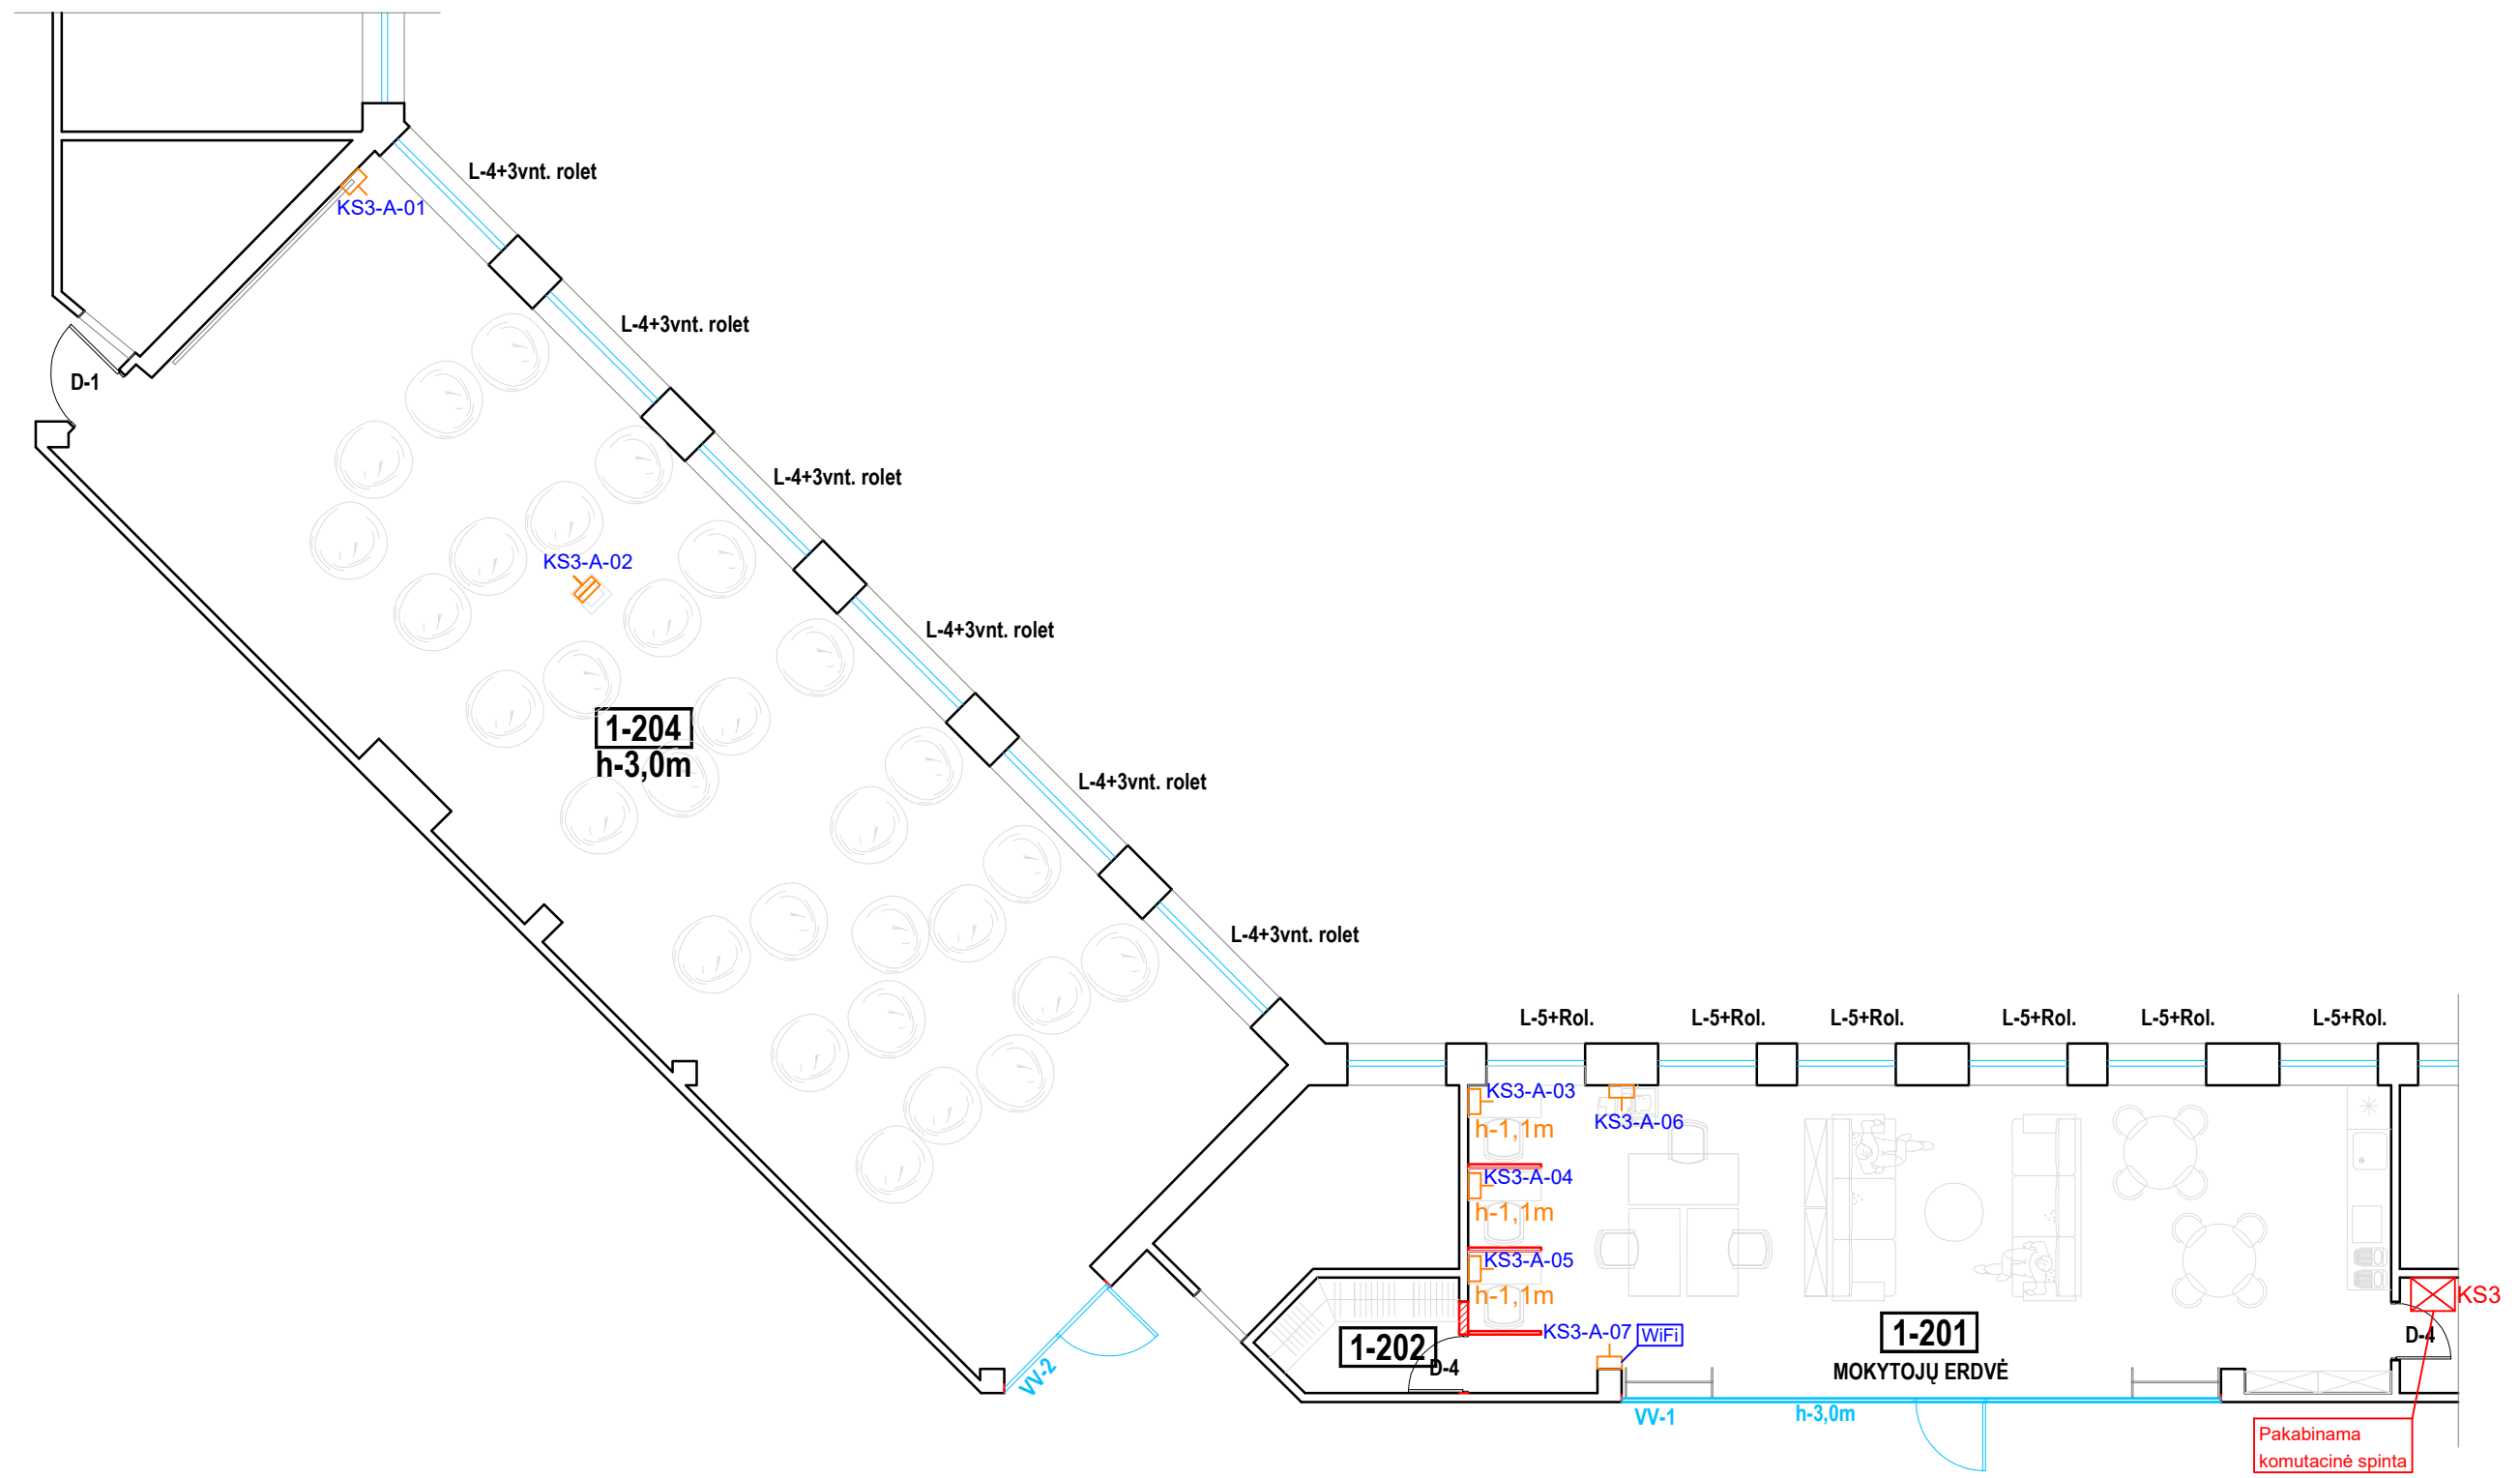 L-4+3vnt. rolet
KS3-A-01
L-4+3vnt. rolet
D-1
L-4+3vnt. rolet
KS3-A-02
L-4+3vnt. rolet
1-204
h-3,0m
L-4+3vnt. rolet
L-4+3vnt. rolet
L-5+Rol.
L-5+Rol.
L-5+Rol.
L-5+Rol.
L-5+Rol.
L-5+Rol.
KS3-A-03
h-1,1m
KS3-A-06
KS3-A-04
h-1,1m
KS3-A-05
h-1,1m
KS3
KS3-A-07
WiFi
1-202
D-4
1-201
MOKYTOJŲ ERDVĖ
D-4
VV-2
VV-1
h-3,0m
Pakabinama
komutacinė spinta